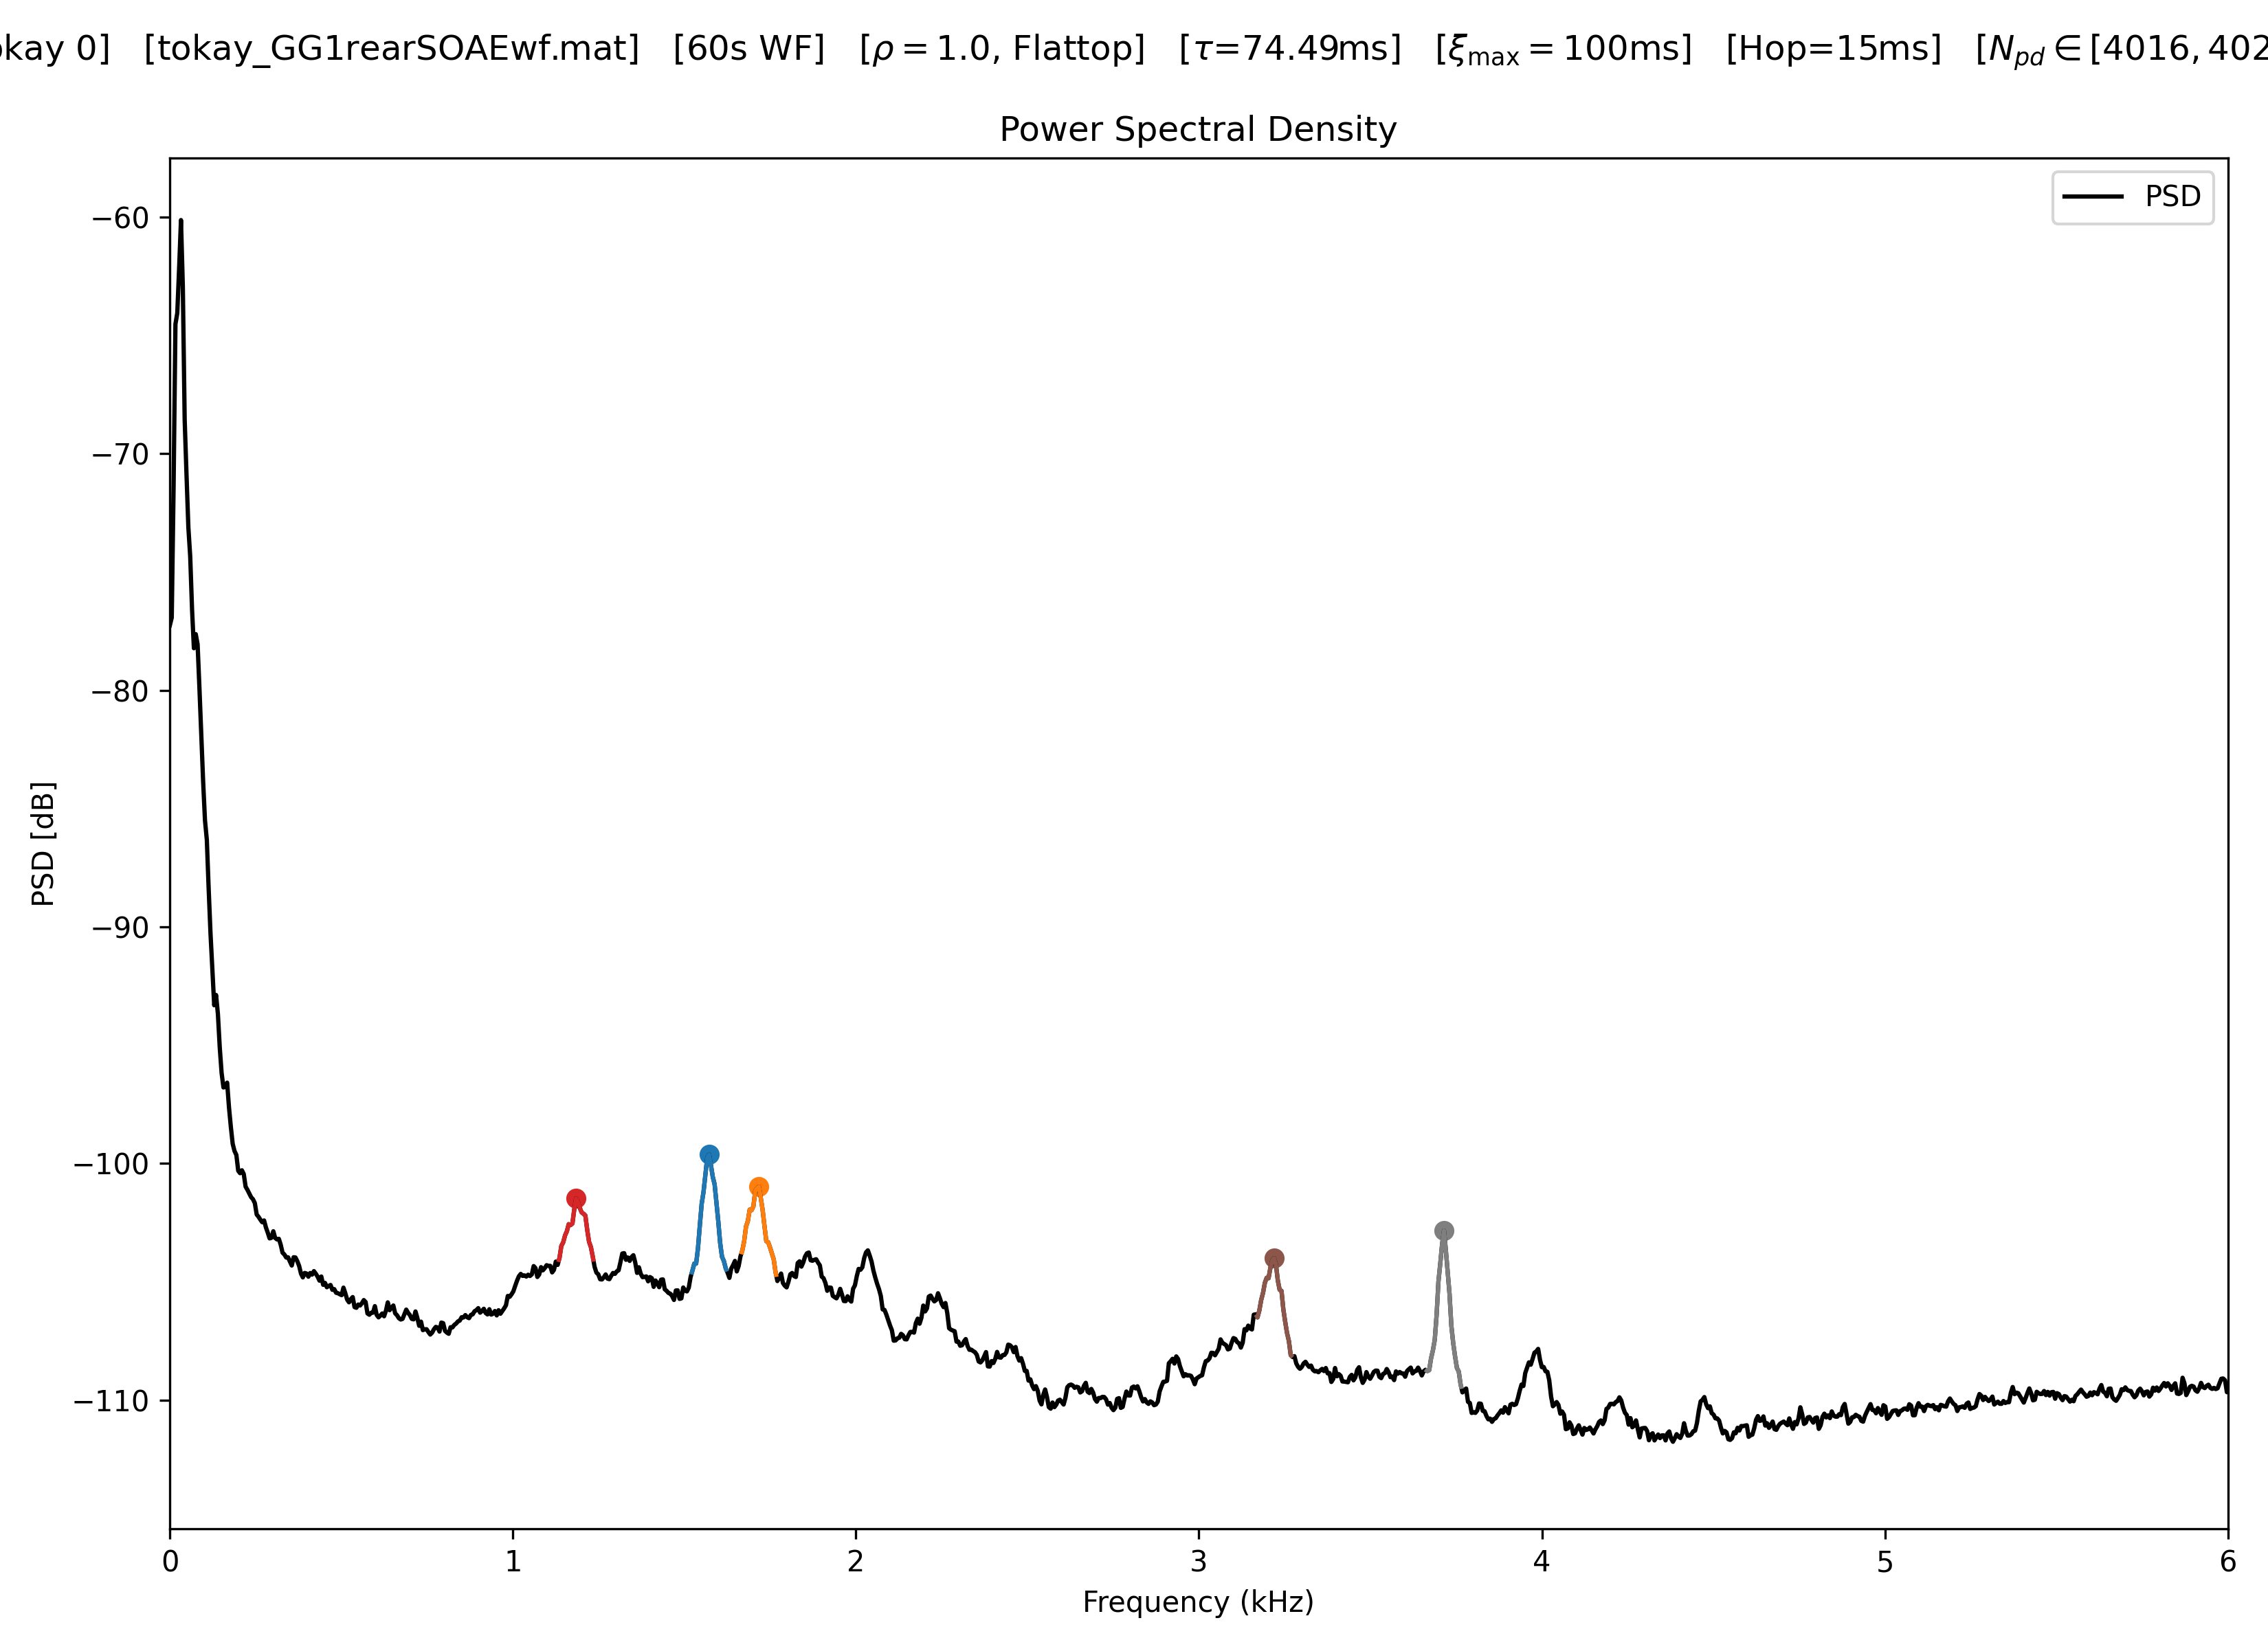 okay 0] [tokay_GG1rearSOAEwf.mat] [60s WF] [ρ = 1.0, Flattop] [τ=74.49ms] [ξmax = 100ms] [Hop=15ms] [Npd ∈ [4016, 402
Power Spectral Density
PSD
−60
−70
−80
−90
−100
−110
PSD [dB]
0 1 2 3 4 5 6
Frequency (kHz)